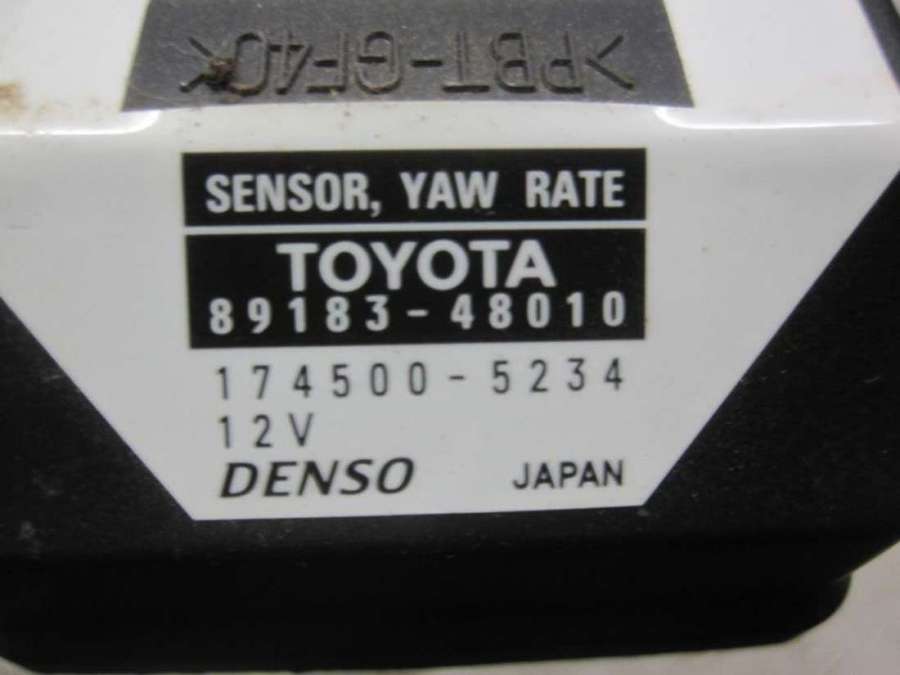 >PBT-GF40<
SENSOR, YAW RATE
TOYOTA
89183-48010
174500-5234
12V
DENSO JAPAN